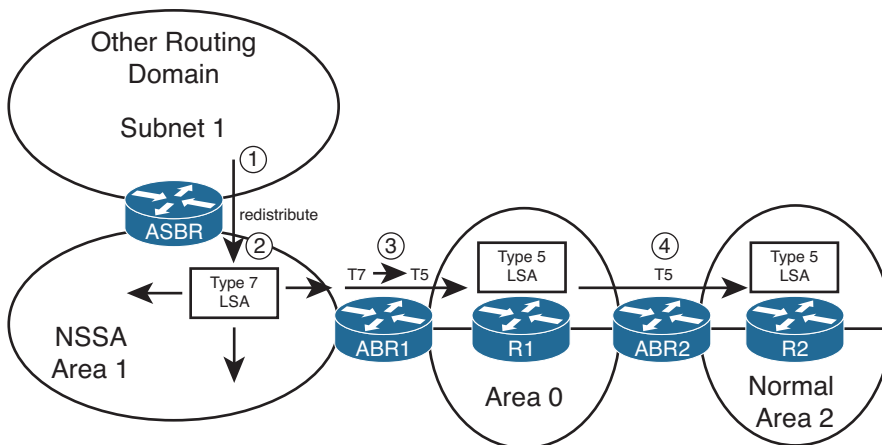 Other Routing
Domain
Subnet 1
1
redistribute
ASBR
2
Type 7
LSA
NSSA
Area 1
3
T7
T5
ABR1
Type 5
LSA
R1
Area 0
4
T5
ABR2
Type 5
LSA
R2
Normal
Area 2